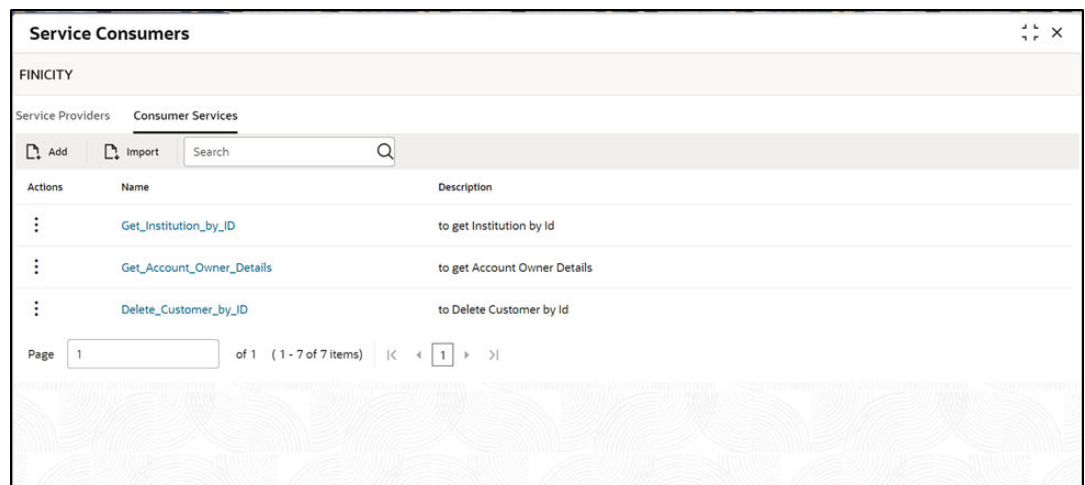 Service Consumers
FINICITY
Service Providers Consumer Services
Add Import Search
Actions Name Description
Get_Institution_by_ID to get Institution by Id
Get_Account_Owner_Details to get Account Owner Details
Delete_Customer_by_ID to Delete Customer by Id
Page 1 of 1 ( 1 - 7 of 7 items) 1